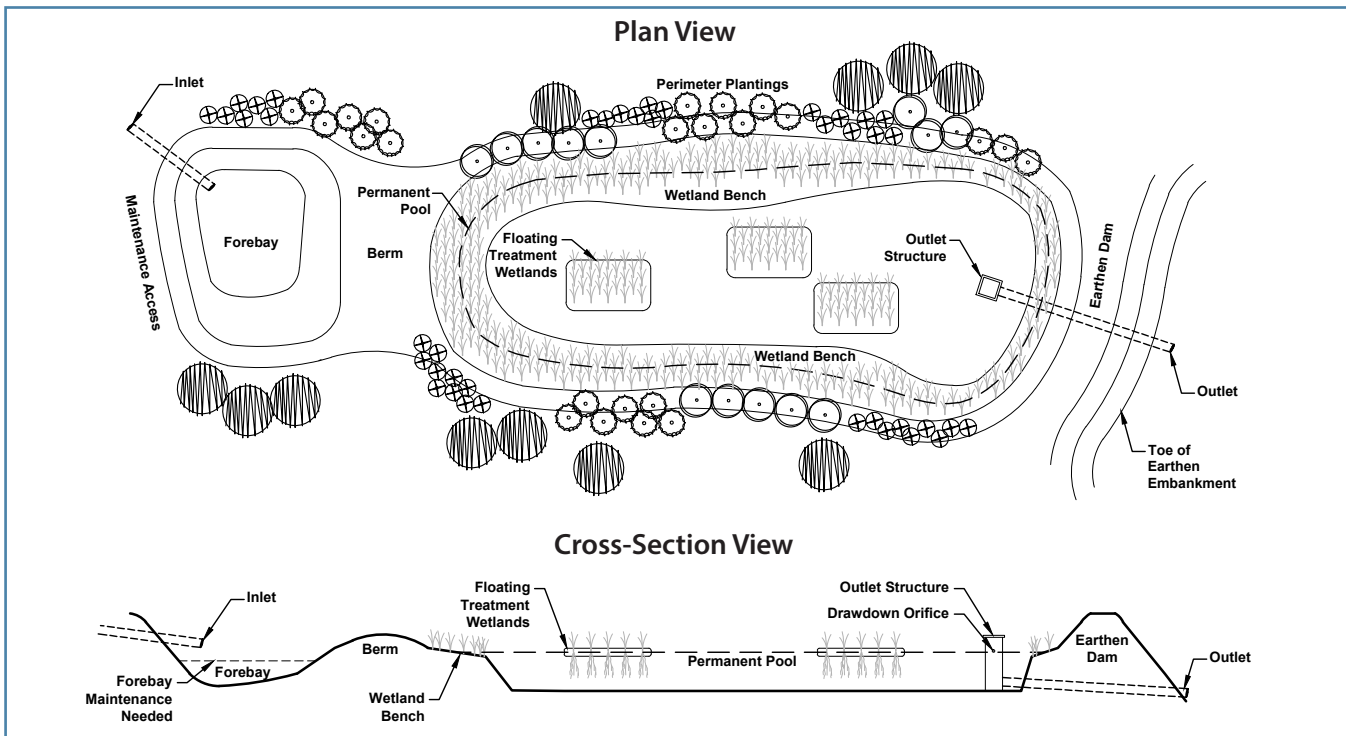 Plan View
Inlet
Perimeter Plantings
Permanent
Pool
Wetland Bench
Maintenance Access
Forebay
Berm
Floating
Treatment
Wetlands
Outlet
Structure
Earthen Dam
Wetland Bench
Outlet
Toe of
Earthen
Embankment
Cross-Section View
Inlet
Floating
Treatment
Wetlands
Outlet Structure
Drawdown Orifice
Berm
Earthen
Dam
Permanent Pool
Forebay
Outlet
Forebay
Maintenance
Needed
Wetland
Bench